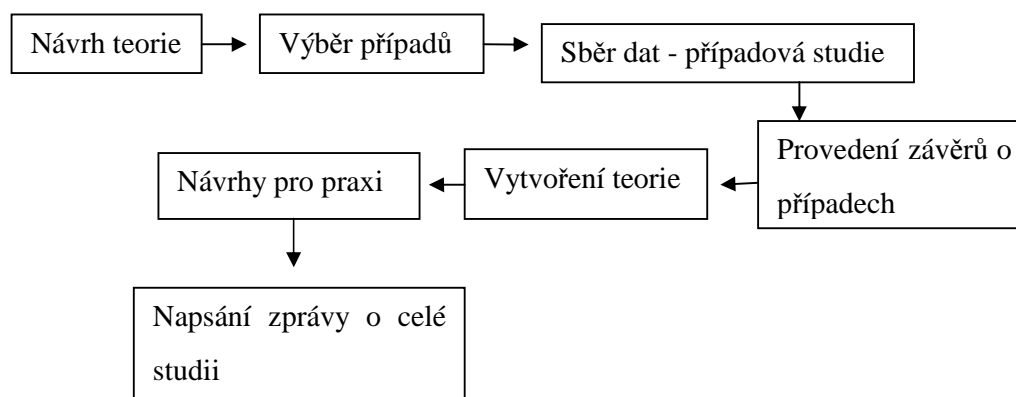 Návrh teorie
Výběr případů
Sběr dat - případová studie
Provedení závěrů o
případech
Vytvoření teorie
Návrhy pro praxi
Napsání zprávy o celé
studii